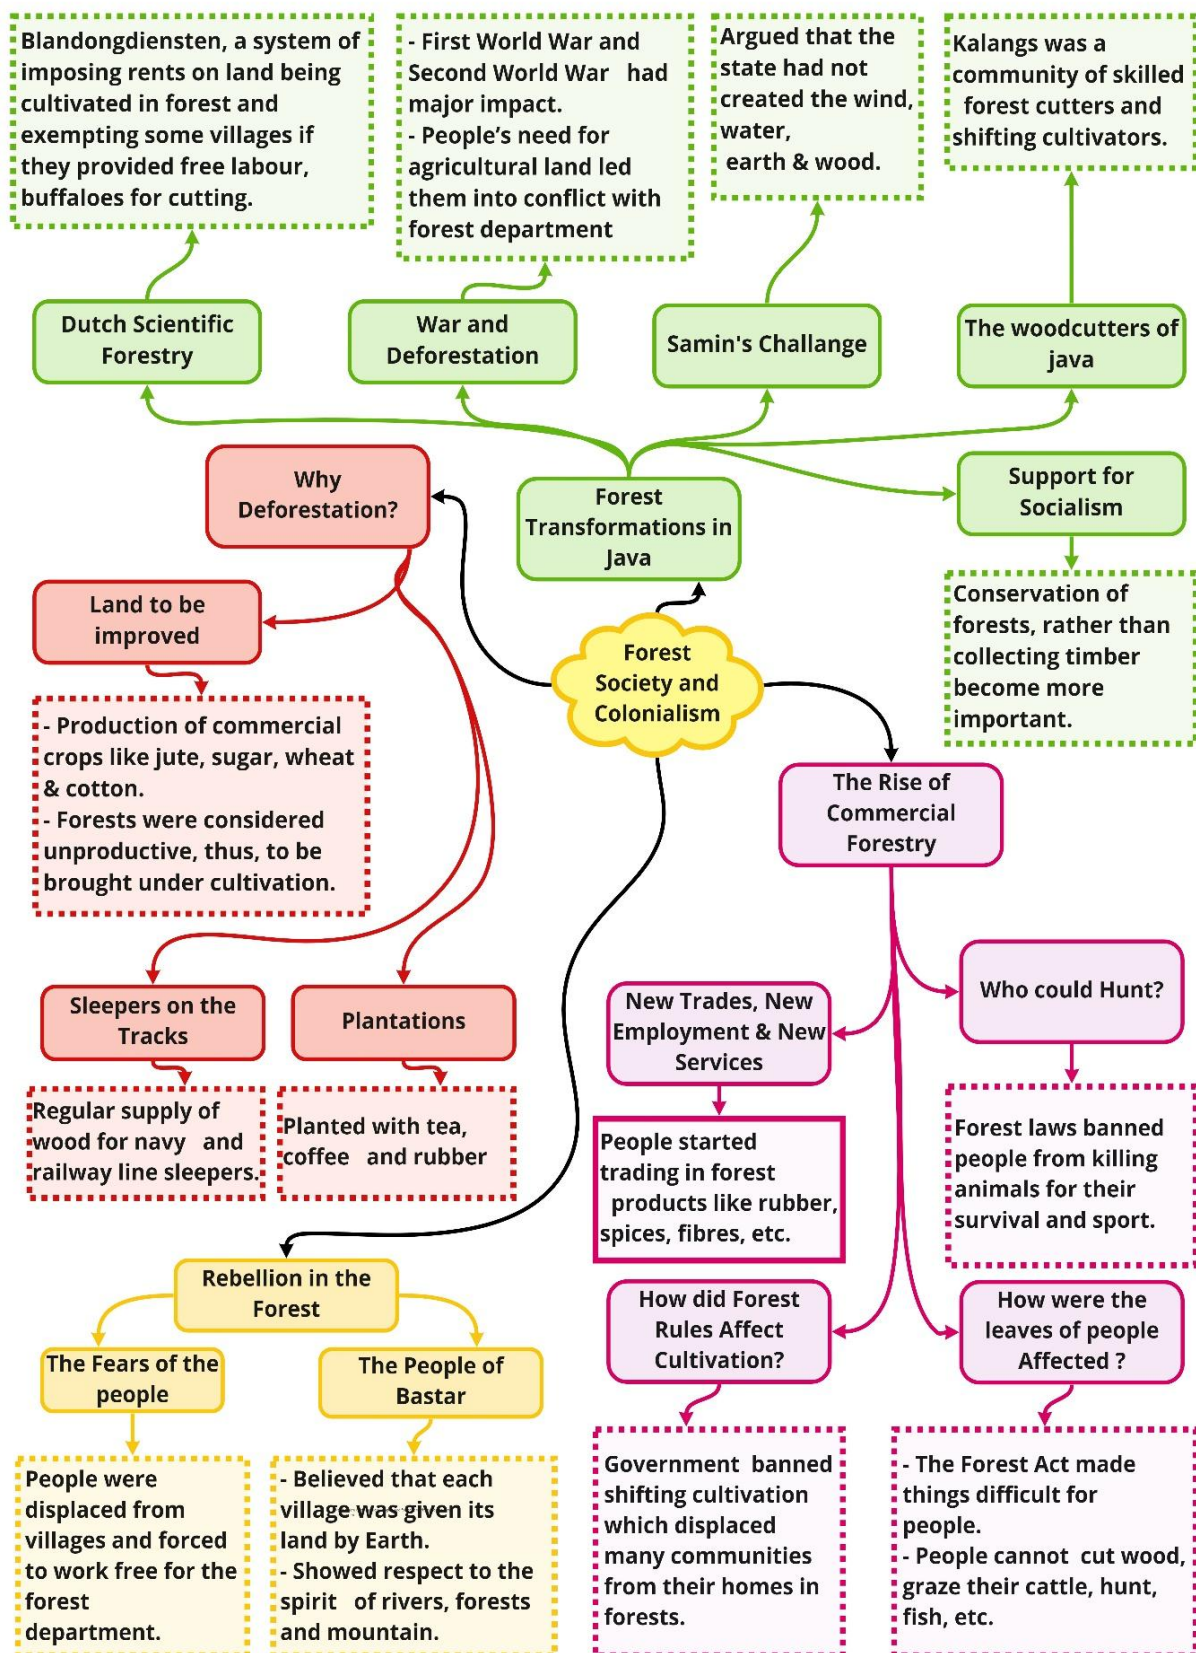 Blandongdiensten, a system of
imposing rents on land being
cultivated in forest and
exempting some villages if
they provided free labour,
buffaloes for cutting.
- First World War and
Second World War had
major impact.
- People's need for
agricultural land led
them into conflict with
forest department
Argued that the
state had not
created the wind,
water,
earth & wood.
Kalangs was a
community of skilled
forest cutters and
shifting cultivators.
Dutch Scientific
Forestry
War and
Deforestation
Samin's Challange
The woodcutters of
java
Why
Deforestation?
Forest
Transformations in
Java
Support for
Socialism
Land to be
improved
Forest
Society and
Colonialism
Conservation of
forests, rather than
collecting timber
become more
important.
- Production of commercial
crops like jute, sugar, wheat
& cotton.
- Forests were considered
unproductive, thus, to be
brought under cultivation.
The Rise of
Commercial
Forestry
Sleepers on the
Tracks
Plantations
New Trades, New
Employment & New
Services
Who could Hunt?
Regular supply of
wood for navy and
railway line sleepers.
Planted with tea,
coffee and rubber
People started
trading in forest
products like rubber,
spices, fibres, etc.
Forest laws banned
people from killing
animals for their
survival and sport.
Rebellion in the
Forest
How did Forest
Rules Affect
Cultivation?
How were the
leaves of people
Affected ?
The Fears of the
people
The People of
Bastar
People were
displaced from
villages and forced
to work free for the
forest
department.
- Believed that each
village was given its
land by Earth.
- Showed respect to the
spirit of rivers, forests
and mountain.
Government banned
shifting cultivation
which displaced
many communities
from their homes in
forests.
- The Forest Act made
things difficult for
people.
- People cannot cut wood,
graze their cattle, hunt,
fish, etc.